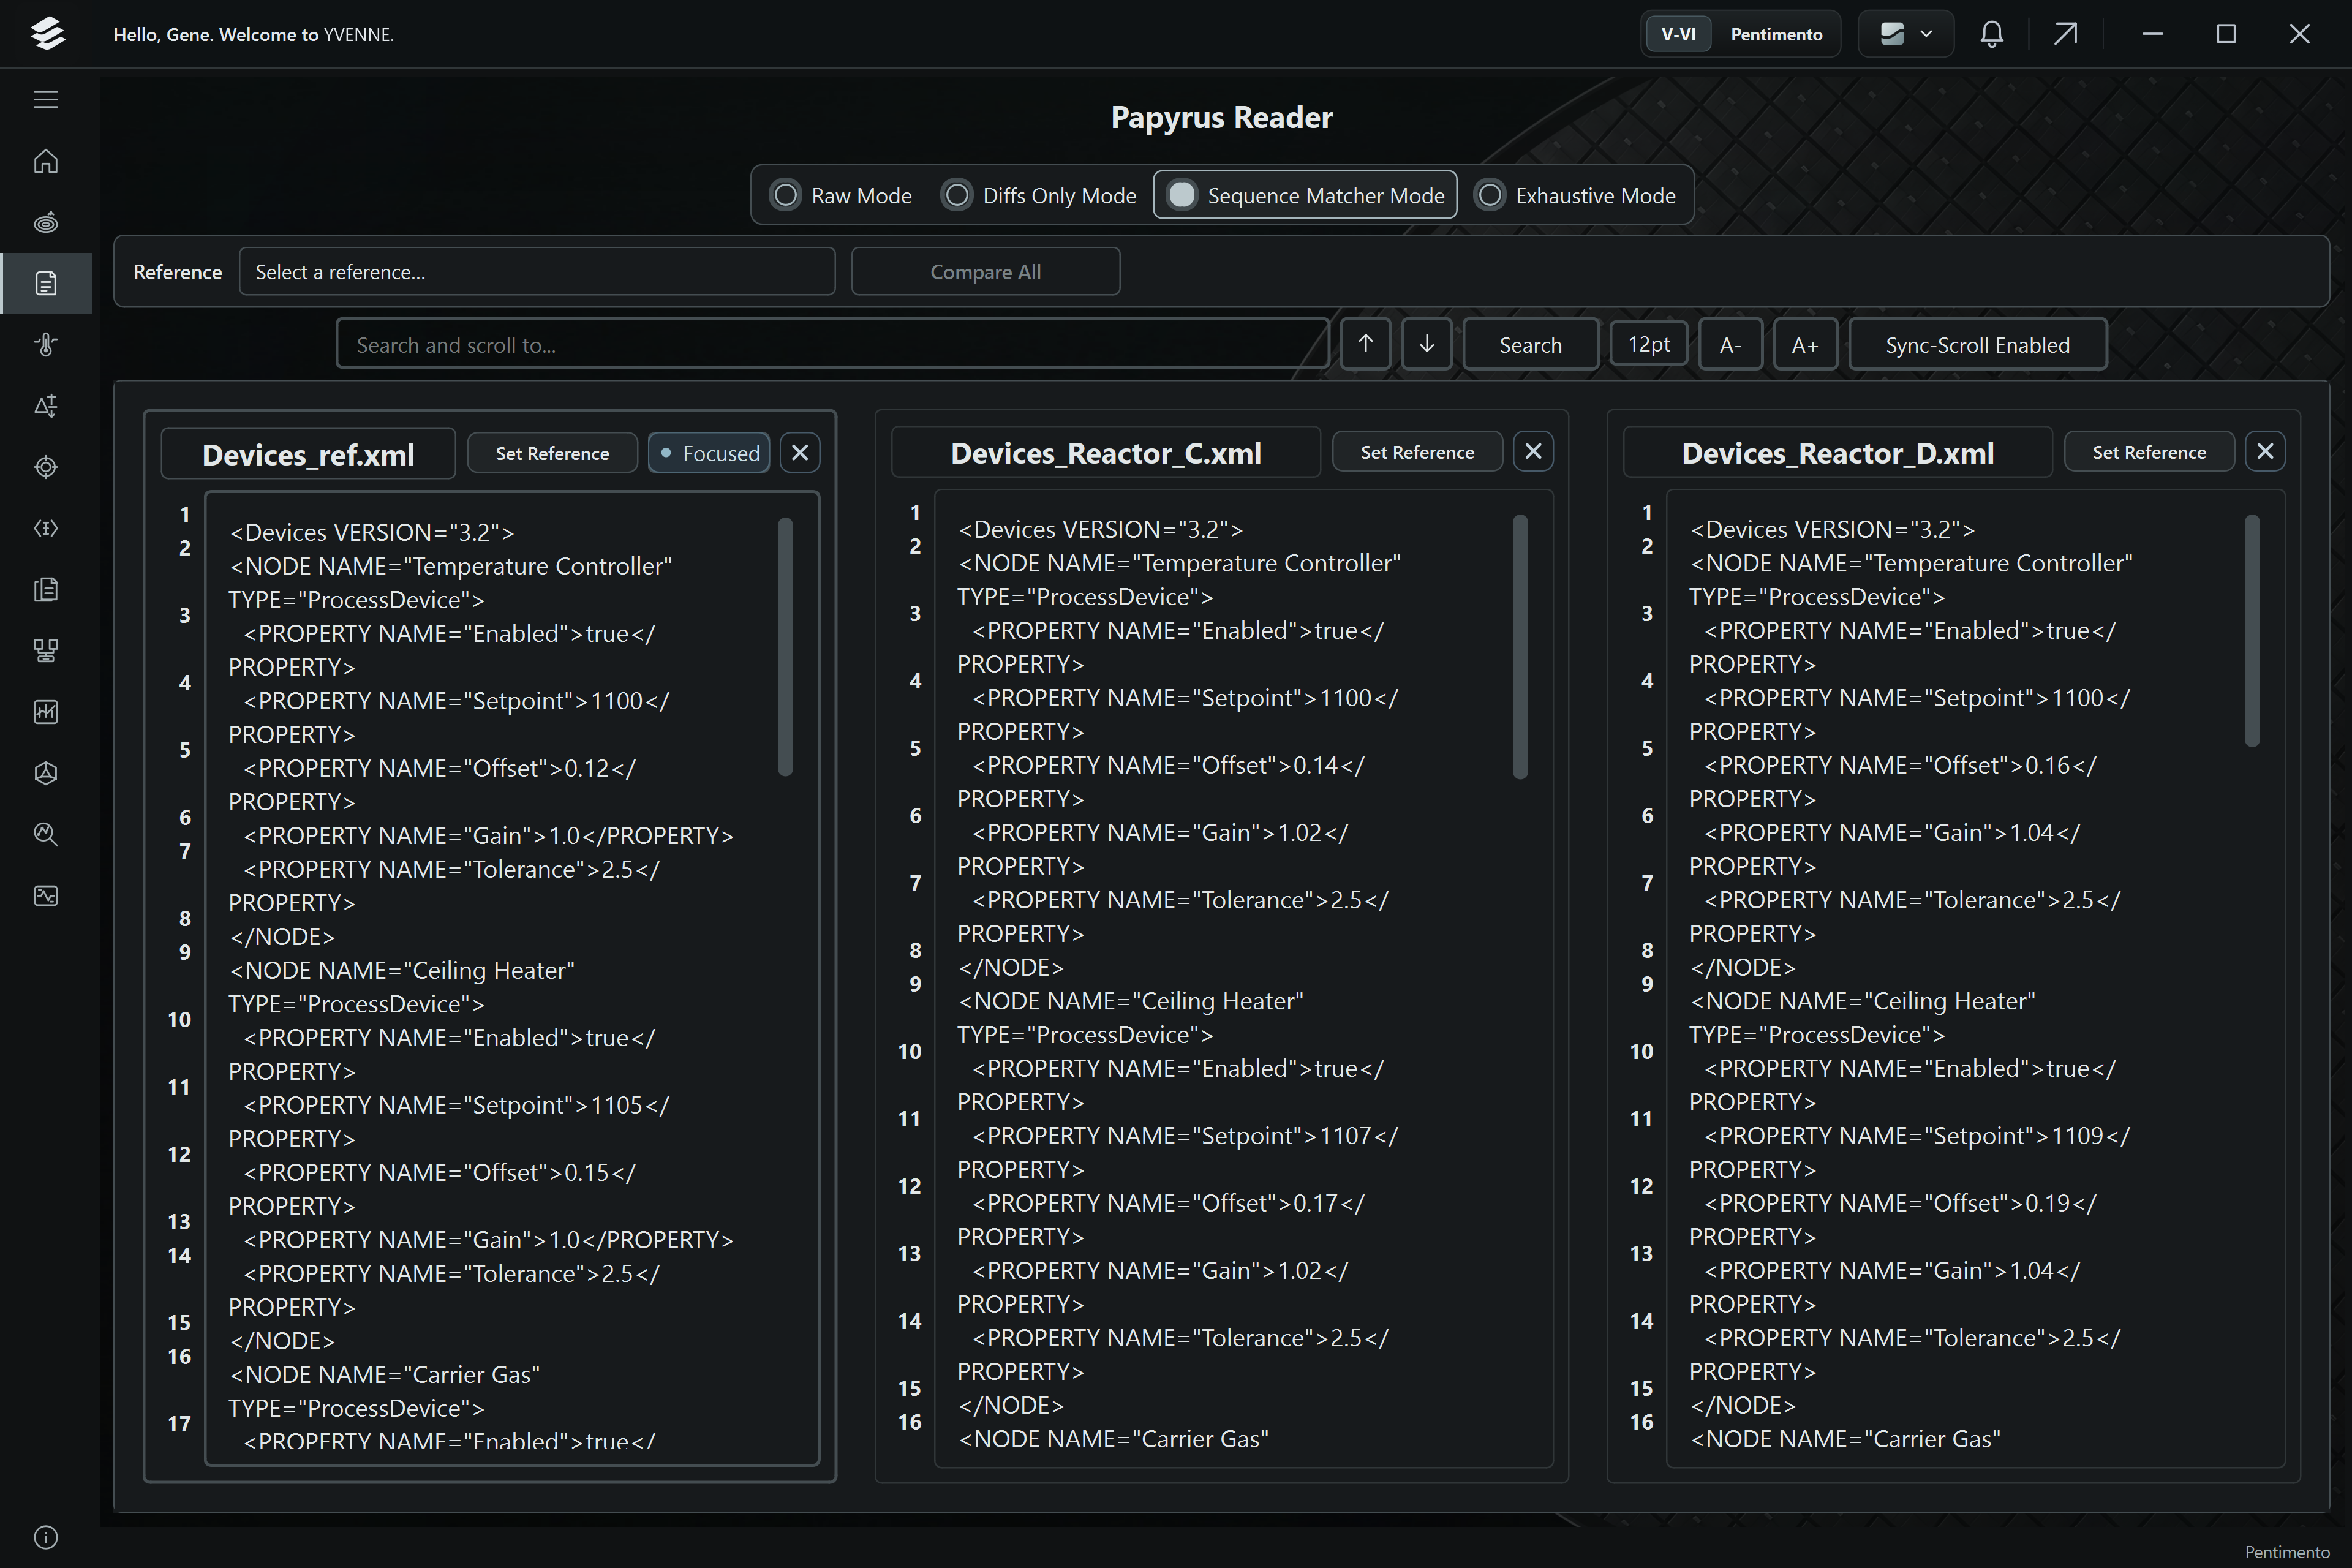 Hello, Gene. Welcome to YVENNE.
V-VI
Pentimento
Papyrus Reader
Raw Mode
Diffs Only Mode
Sequence Matcher Mode
Exhaustive Mode
Reference
Select a reference...
Compare All
Search and scroll to...
Search
12pt
A-
A+
Sync-Scroll Enabled
Devices_ref.xml
Set Reference
Focused
1
<Devices VERSION="3.2">
2
<NODE NAME="Temperature Controller"
TYPE="ProcessDevice">
3
<PROPERTY NAME="Enabled">true</
PROPERTY>
4
<PROPERTY NAME="Setpoint">1100</
PROPERTY>
5
<PROPERTY NAME="Offset">0.12</
PROPERTY>
6
<PROPERTY NAME="Gain">1.0</PROPERTY>
7
<PROPERTY NAME="Tolerance">2.5</
PROPERTY>
8
</NODE>
9
<NODE NAME="Ceiling Heater"
TYPE="ProcessDevice">
10
<PROPERTY NAME="Enabled">true</
PROPERTY>
11
<PROPERTY NAME="Setpoint">1105</
PROPERTY>
12
<PROPERTY NAME="Offset">0.15</
PROPERTY>
13
<PROPERTY NAME="Gain">1.0</PROPERTY>
14
<PROPERTY NAME="Tolerance">2.5</
PROPERTY>
15
</NODE>
16
<NODE NAME="Carrier Gas"
TYPE="ProcessDevice">
17
<PROPERTY NAME="Enabled">true</
Devices_Reactor_C.xml
Set Reference
1
<Devices VERSION="3.2">
2
<NODE NAME="Temperature Controller"
TYPE="ProcessDevice">
3
<PROPERTY NAME="Enabled">true</
PROPERTY>
4
<PROPERTY NAME="Setpoint">1100</
PROPERTY>
5
<PROPERTY NAME="Offset">0.14</
PROPERTY>
6
<PROPERTY NAME="Gain">1.02</
PROPERTY>
7
<PROPERTY NAME="Tolerance">2.5</
PROPERTY>
8
</NODE>
9
<NODE NAME="Ceiling Heater"
TYPE="ProcessDevice">
10
<PROPERTY NAME="Enabled">true</
PROPERTY>
11
<PROPERTY NAME="Setpoint">1107</
PROPERTY>
12
<PROPERTY NAME="Offset">0.17</
PROPERTY>
13
<PROPERTY NAME="Gain">1.02</
PROPERTY>
14
<PROPERTY NAME="Tolerance">2.5</
PROPERTY>
15
</NODE>
16
<NODE NAME="Carrier Gas"
Devices_Reactor_D.xml
Set Reference
1
<Devices VERSION="3.2">
2
<NODE NAME="Temperature Controller"
TYPE="ProcessDevice">
3
<PROPERTY NAME="Enabled">true</
PROPERTY>
4
<PROPERTY NAME="Setpoint">1100</
PROPERTY>
5
<PROPERTY NAME="Offset">0.16</
PROPERTY>
6
<PROPERTY NAME="Gain">1.04</
PROPERTY>
7
<PROPERTY NAME="Tolerance">2.5</
PROPERTY>
8
</NODE>
9
<NODE NAME="Ceiling Heater"
TYPE="ProcessDevice">
10
<PROPERTY NAME="Enabled">true</
PROPERTY>
11
<PROPERTY NAME="Setpoint">1109</
PROPERTY>
12
<PROPERTY NAME="Offset">0.19</
PROPERTY>
13
<PROPERTY NAME="Gain">1.04</
PROPERTY>
14
<PROPERTY NAME="Tolerance">2.5</
PROPERTY>
15
</NODE>
16
<NODE NAME="Carrier Gas"
Pentimento